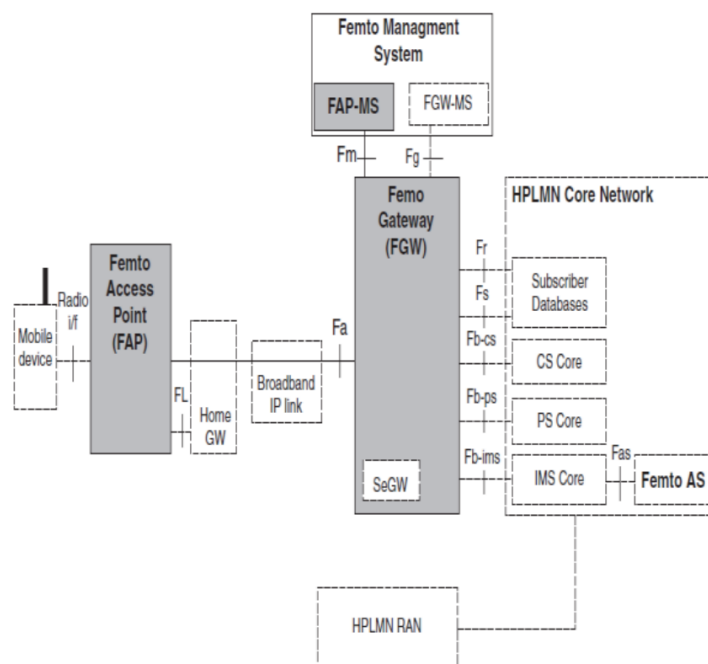 Femto Managment
System
FAP-MS
FGW-MS
Fm
Fg
Femo
Gateway
(FGW)
HPLMN Core Network
Fr
Subscriber
Databases
Fs
Femto
Access
Point
(FAP)
Radio
i/f
Mobile
device
Fa
FL
Home
GW
Broadband
IP link
Fb-cs
CS Core
Fb-ps
PS Core
Fb-ims
IMS Core
Fas
Femto AS
SeGW
HPLMN RAN